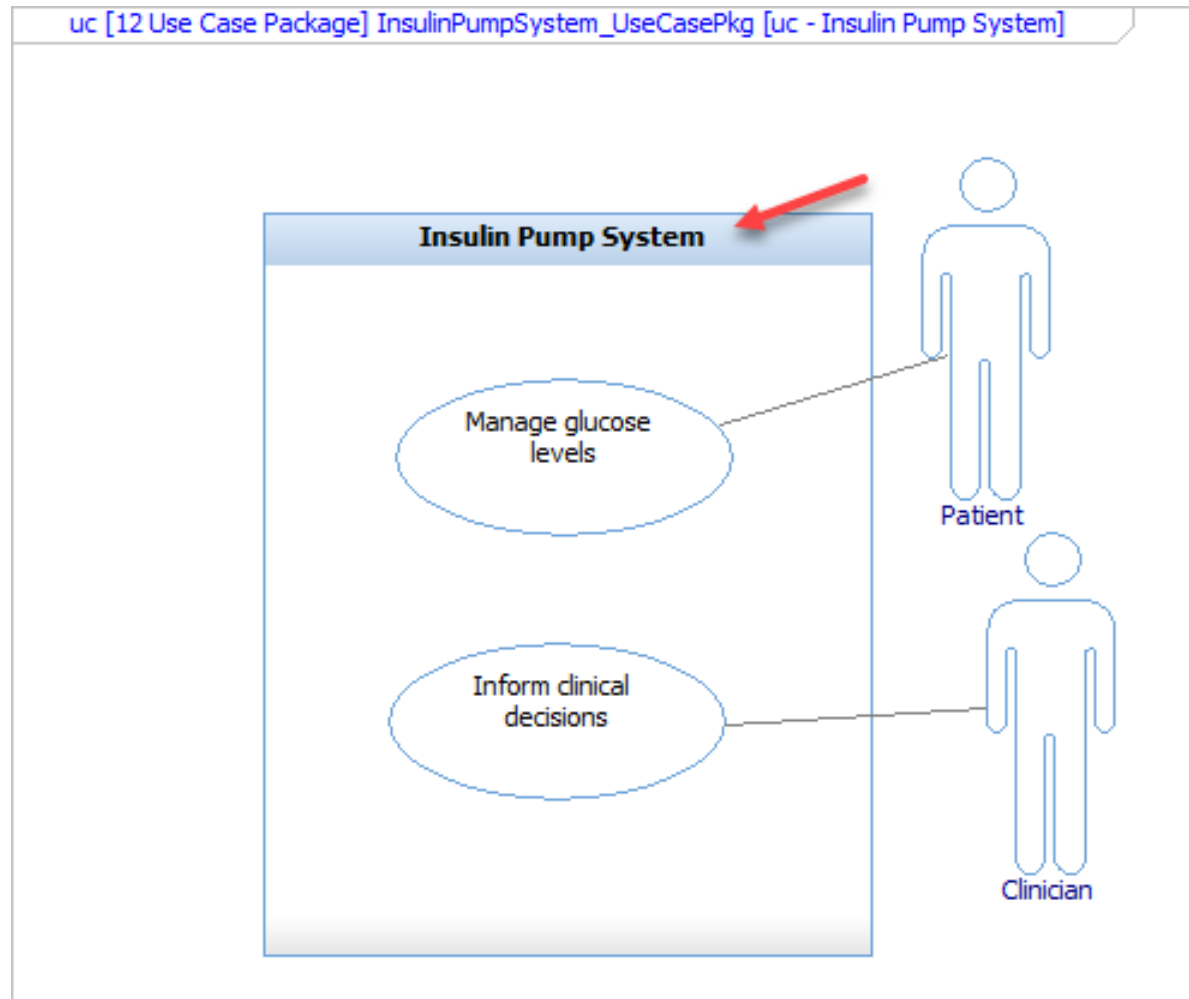 uc [12 Use Case Package] InsulinPumpSystem_UseCasePkg [uc - Insulin Pump System]
Insulin Pump System
Manage glucose
levels
Patient
Inform clinical
decisions
Clinician